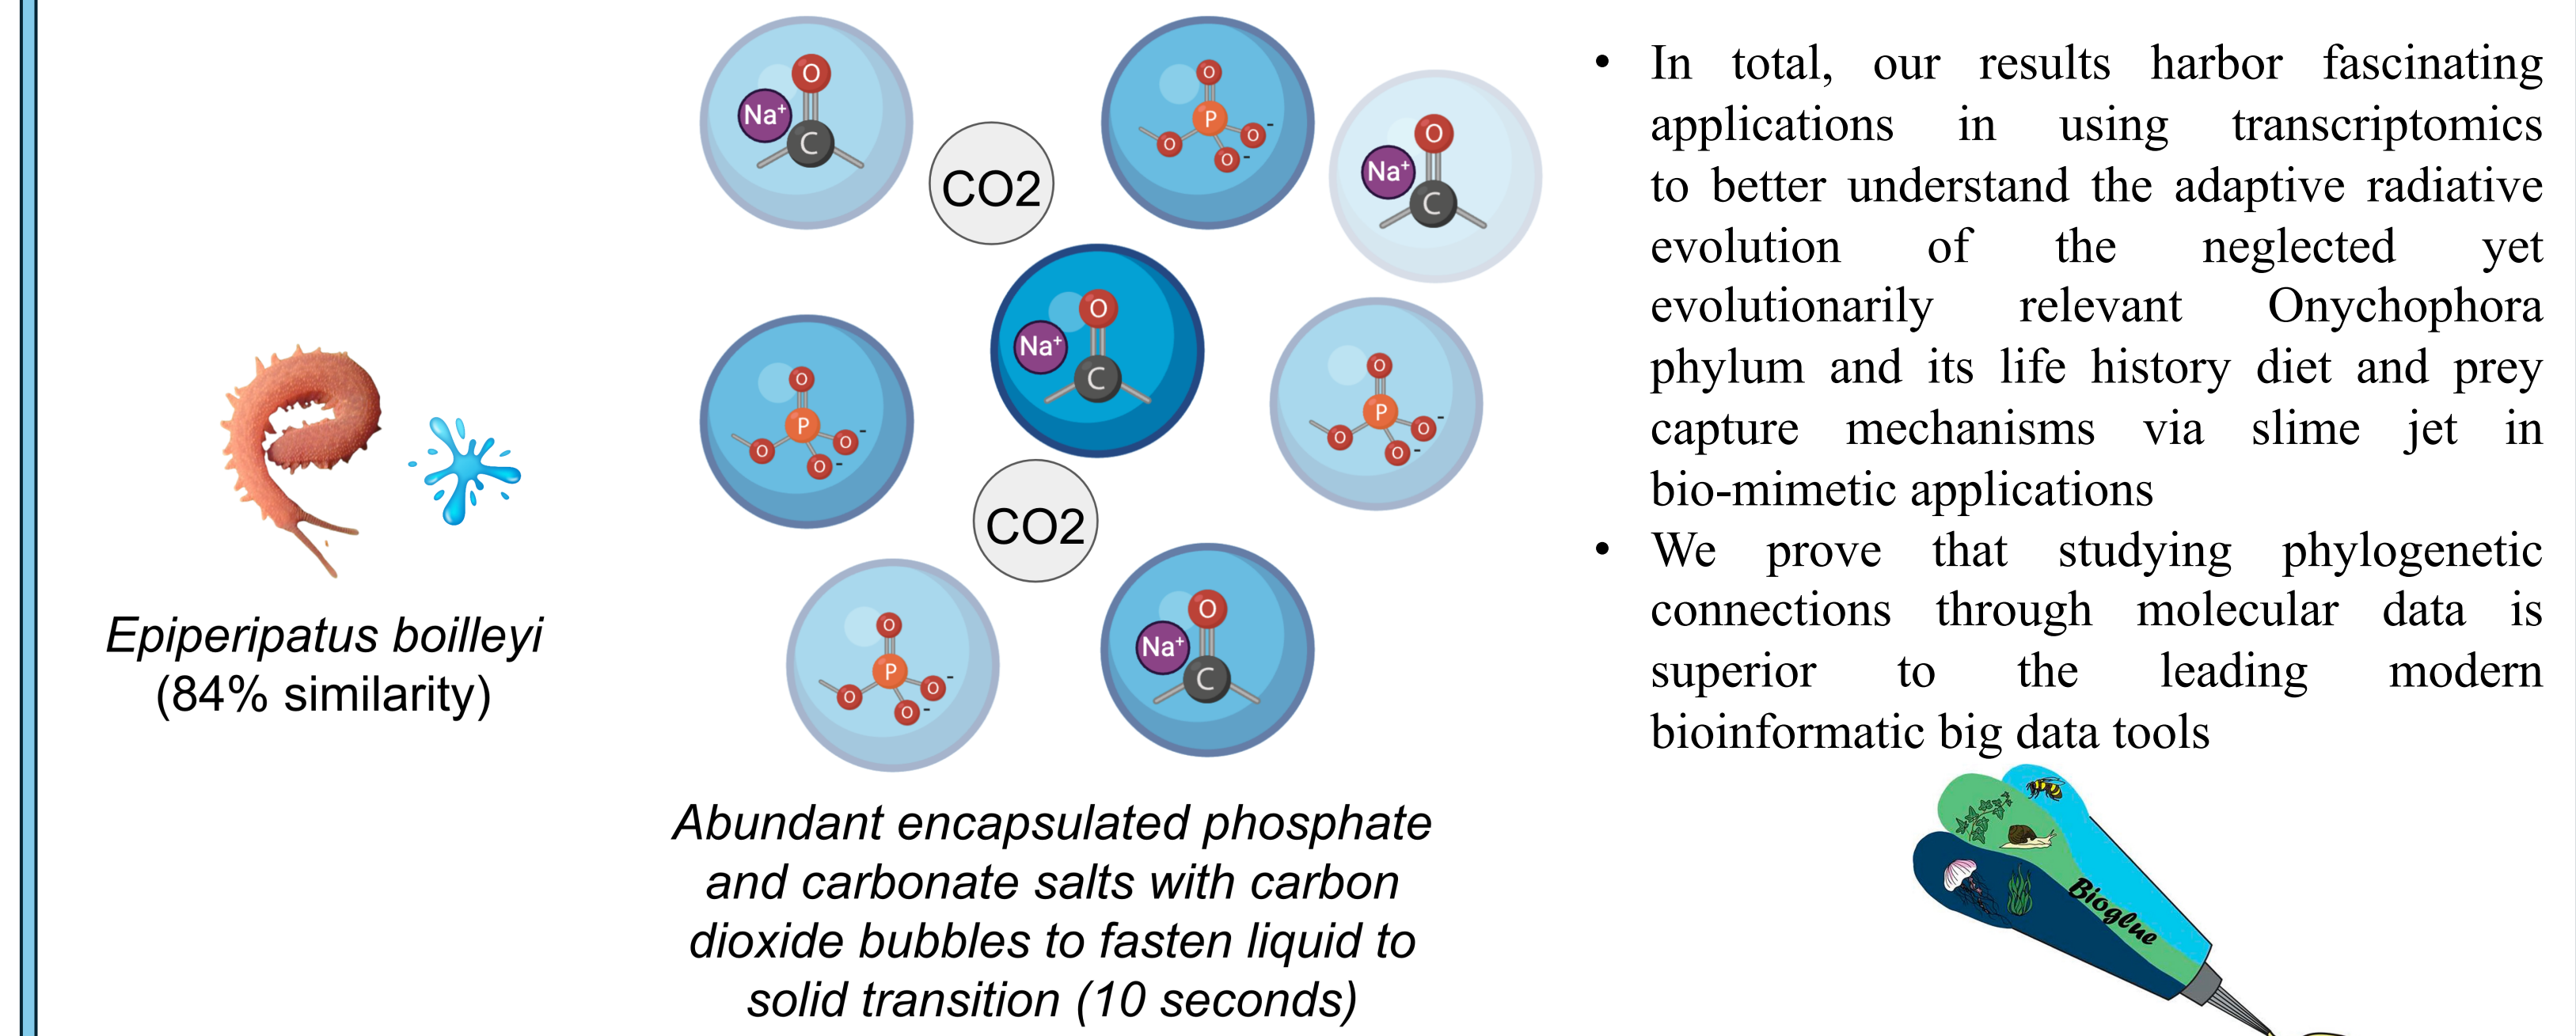 Na⁺ O C
CO2
O P O⁻ O⁻ O
Na⁺ O C
O P O⁻ O⁻ O
Na⁺ O C
O P O⁻ O⁻ O
CO2
O P O⁻ O⁻ O
Na⁺ O C
Epiperipatus boilleyi
(84% similarity)
Abundant encapsulated phosphate
and carbonate salts with carbon
dioxide bubbles to fasten liquid to
solid transition (10 seconds)
• In total, our results harbor fascinating
applications in using transcriptomics
to better understand the adaptive radiative
evolution of the neglected yet
evolutionarily relevant Onychophora
phylum and its life history diet and prey
capture mechanisms via slime jet in
bio-mimetic applications
• We prove that studying phylogenetic
connections through molecular data is
superior to the leading modern
bioinformatic big data tools
Bioglue